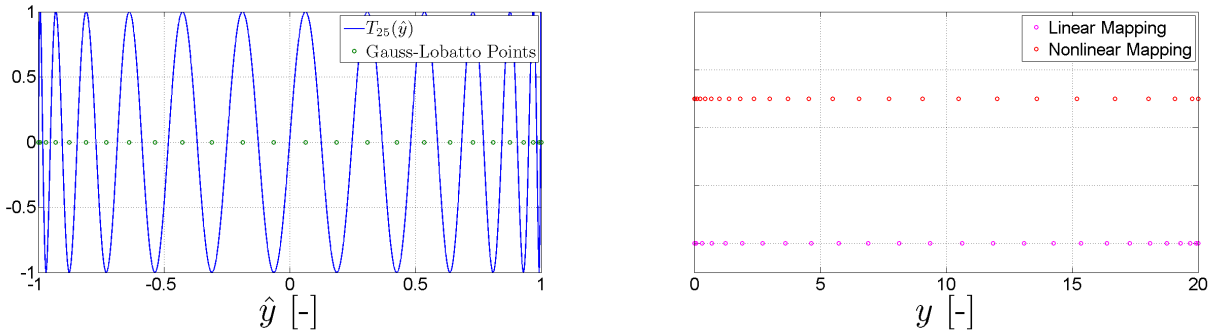 T₂₅(ŷ)
Gauss-Lobatto Points
1
0.5
0
-0.5
-1
-1
-0.5
0
0.5
1
ŷ [-]
Linear Mapping
Nonlinear Mapping
0
5
10
15
20
y [-]